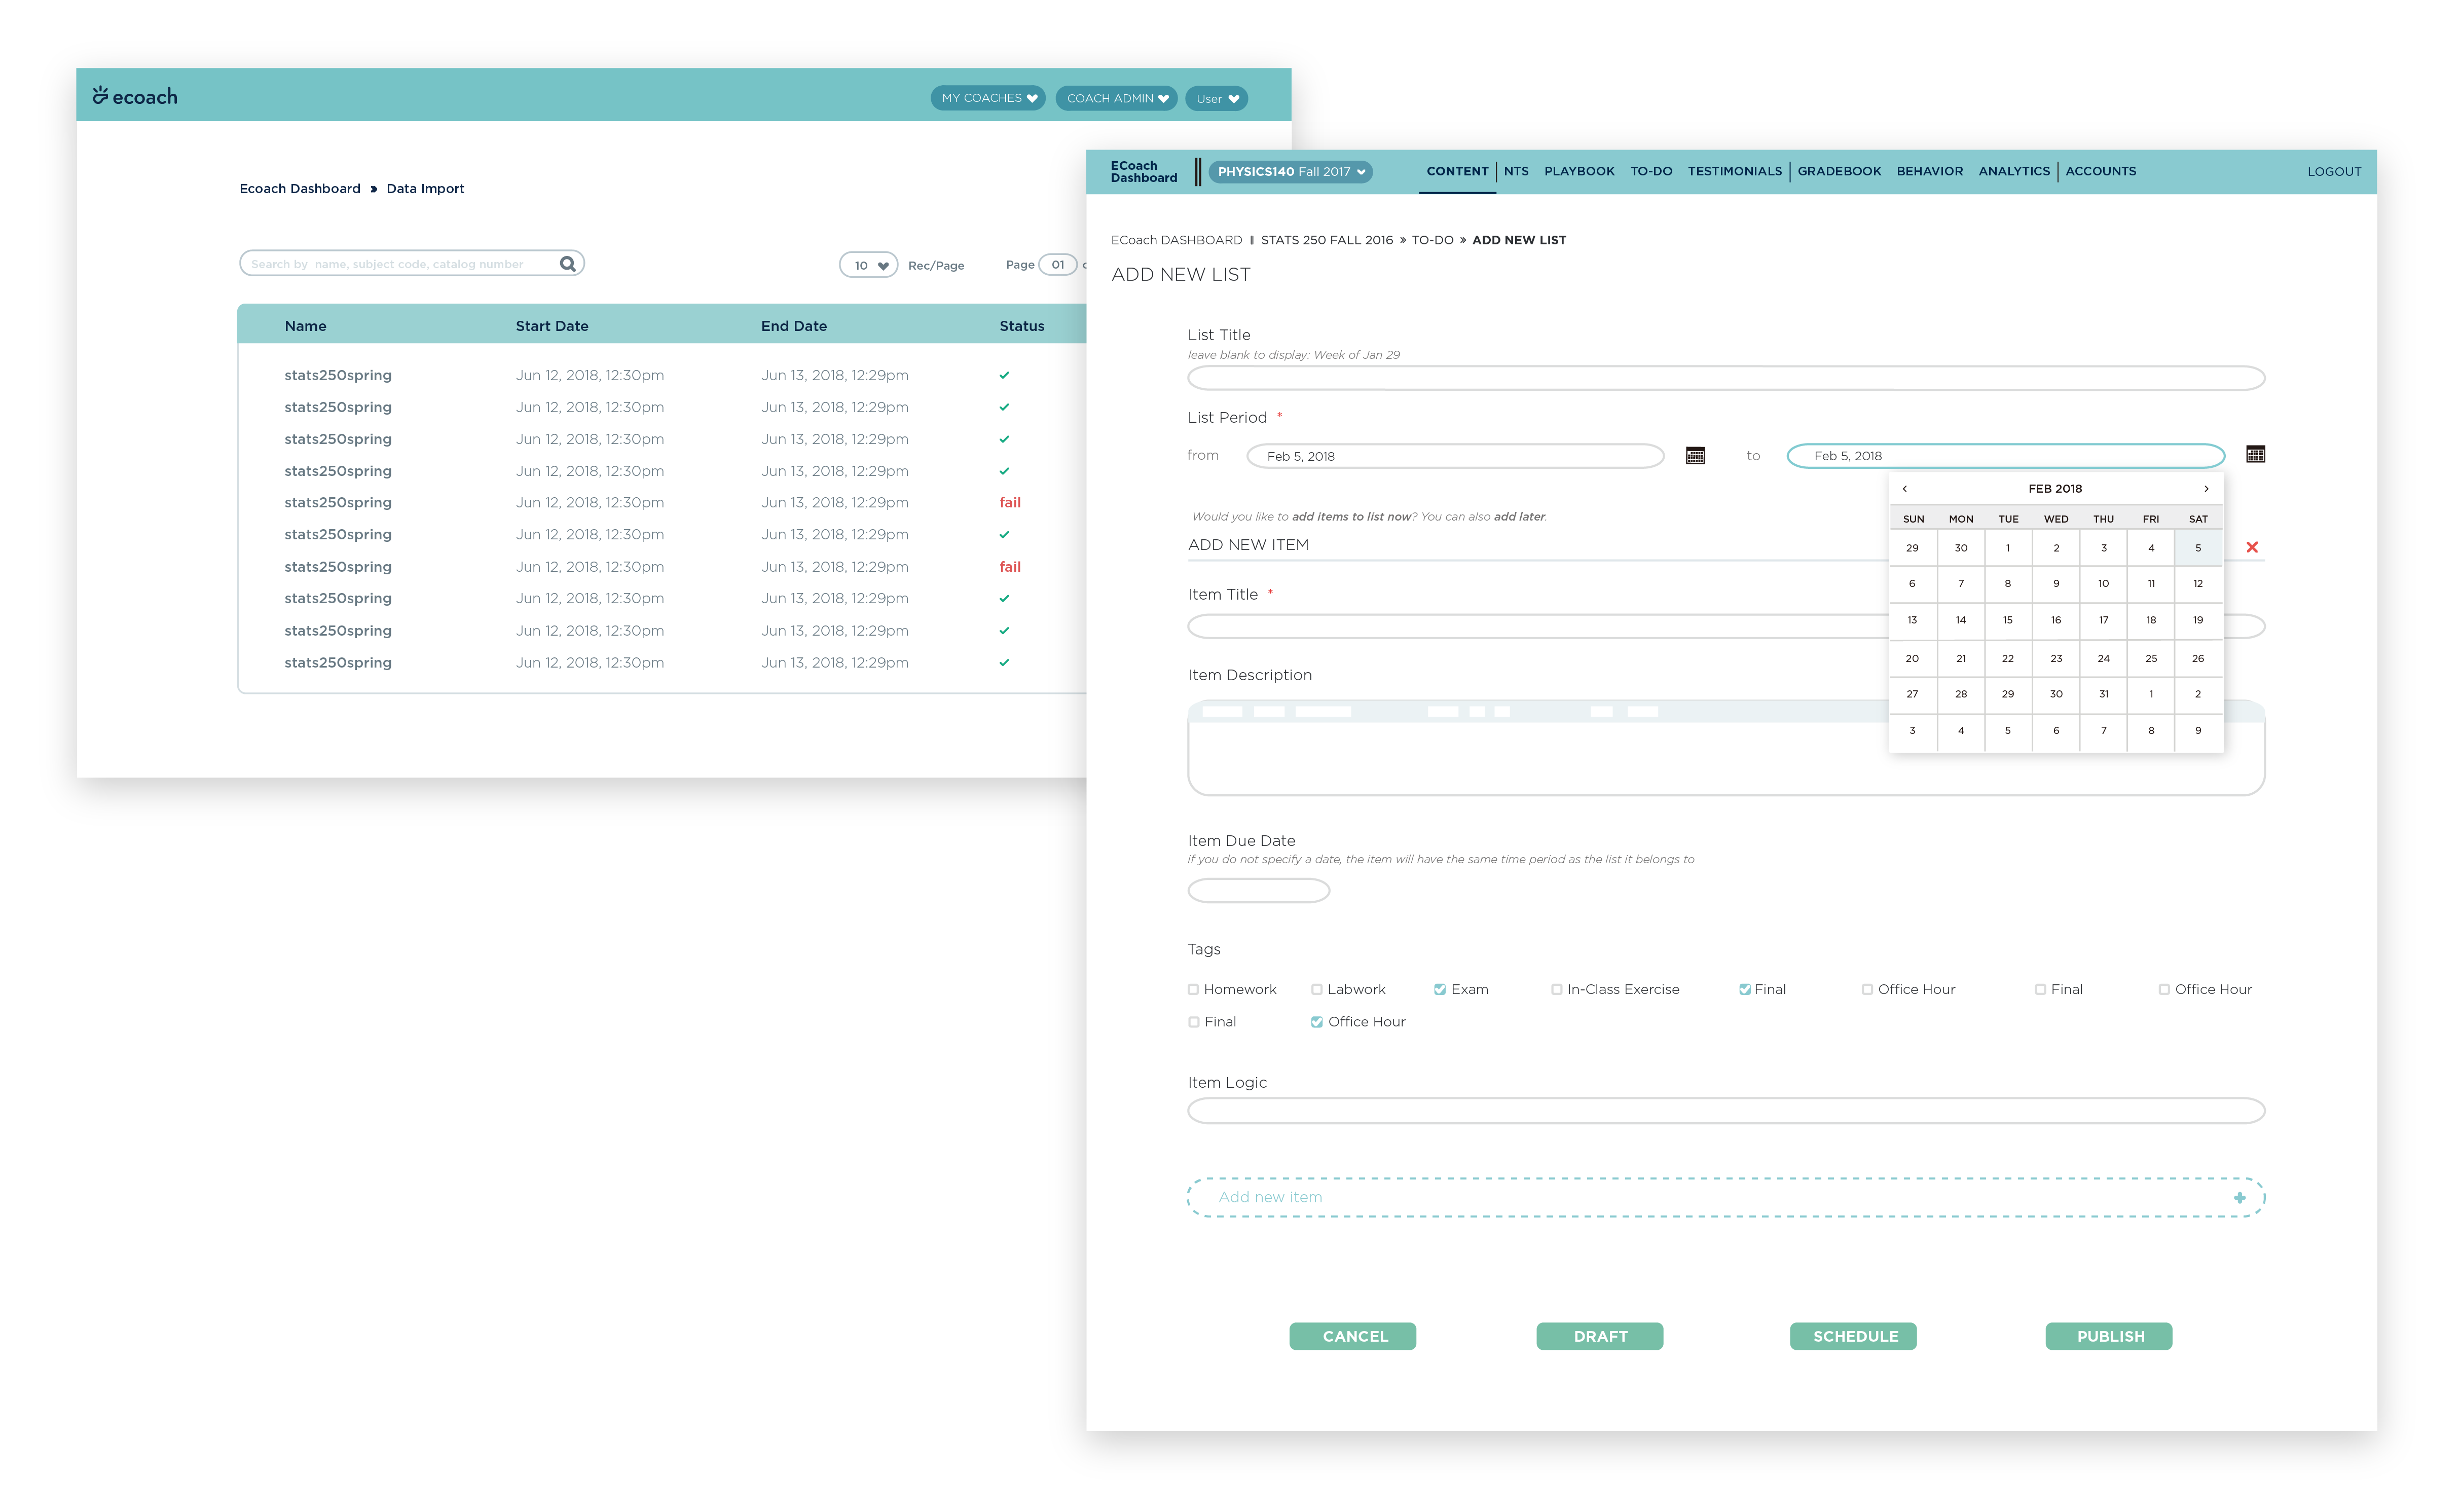 ecoach
MY COACHES COACH ADMIN User
Ecoach Dashboard » Data Import
Search by name, subject code, catalog number
10 Rec/Page Page 01
Name Start Date End Date Status
stats250spring Jun 12, 2018, 12:30pm Jun 13, 2018, 12:29pm
stats250spring Jun 12, 2018, 12:30pm Jun 13, 2018, 12:29pm
stats250spring Jun 12, 2018, 12:30pm Jun 13, 2018, 12:29pm
stats250spring Jun 12, 2018, 12:30pm Jun 13, 2018, 12:29pm
stats250spring Jun 12, 2018, 12:30pm Jun 13, 2018, 12:29pm fail
stats250spring Jun 12, 2018, 12:30pm Jun 13, 2018, 12:29pm
stats250spring Jun 12, 2018, 12:30pm Jun 13, 2018, 12:29pm fail
stats250spring Jun 12, 2018, 12:30pm Jun 13, 2018, 12:29pm
stats250spring Jun 12, 2018, 12:30pm Jun 13, 2018, 12:29pm
stats250spring Jun 12, 2018, 12:30pm Jun 13, 2018, 12:29pm
ECoach
Dashboard
PHYSICS140 Fall 2017
CONTENT NTS PLAYBOOK TO-DO TESTIMONIALS GRADEBOOK BEHAVIOR ANALYTICS ACCOUNTS LOGOUT
ECoach DASHBOARD || STATS 250 FALL 2016 » TO-DO » ADD NEW LIST
ADD NEW LIST
List Title
leave blank to display: Week of Jan 29
List Period *
from Feb 5, 2018 to Feb 5, 2018
FEB 2018
SUN MON TUE WED THU FRI SAT
29 30 1 2 3 4 5
6 7 8 9 10 11 12
13 14 15 16 17 18 19
20 21 22 23 24 25 26
27 28 29 30 31 1 2
3 4 5 6 7 8 9
Would you like to add items to list now? You can also add later.
ADD NEW ITEM
Item Title *
Item Description
Item Due Date
if you do not specify a date, the item will have the same time period as the list it belongs to
Tags
Homework Labwork Exam In-Class Exercise Final Office Hour Final Office Hour
Final Office Hour
Item Logic
Add new item
CANCEL DRAFT SCHEDULE PUBLISH